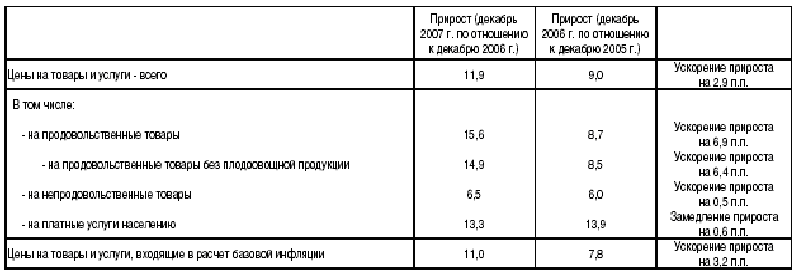 Прирост (декабрь
2007 г. по отношению
к декабрю 2006 г.)
Прирост (декабрь
2006 г. по отношению
к декабрю 2005 г.)
Цены на товары и услуги - всего 11,9 9,0 Ускорение прироста
на 2,9 п.п.
В том числе:
- на продовольственные товары 15,6 8,7 Ускорение прироста
на 6,9 п.п.
- на продовольственные товары без плодоовощной продукции 14,9 8,5 Ускорение прироста
на 6,4 п.п.
- на непродовольственные товары 6,5 6,0 Ускорение прироста
на 0,5 п.п.
- на платные услуги населению 13,3 13,9 Замедление прироста
на 0,6 п.п.
Цены на товары и услуги, входящие в расчет базовой инфляции 11,0 7,8 Ускорение прироста
на 3,2 п.п.